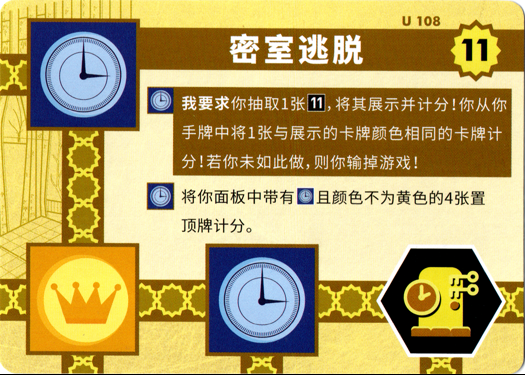 U 108
密室逃脱
11
我要求你抽取1张11，将其展示并计分！你从你
手牌中将1张与展示的卡牌颜色相同的卡牌计
分！若你未如此做，则你输掉游戏！
将你面板中带有且颜色不为黄色的4张置
顶牌计分。